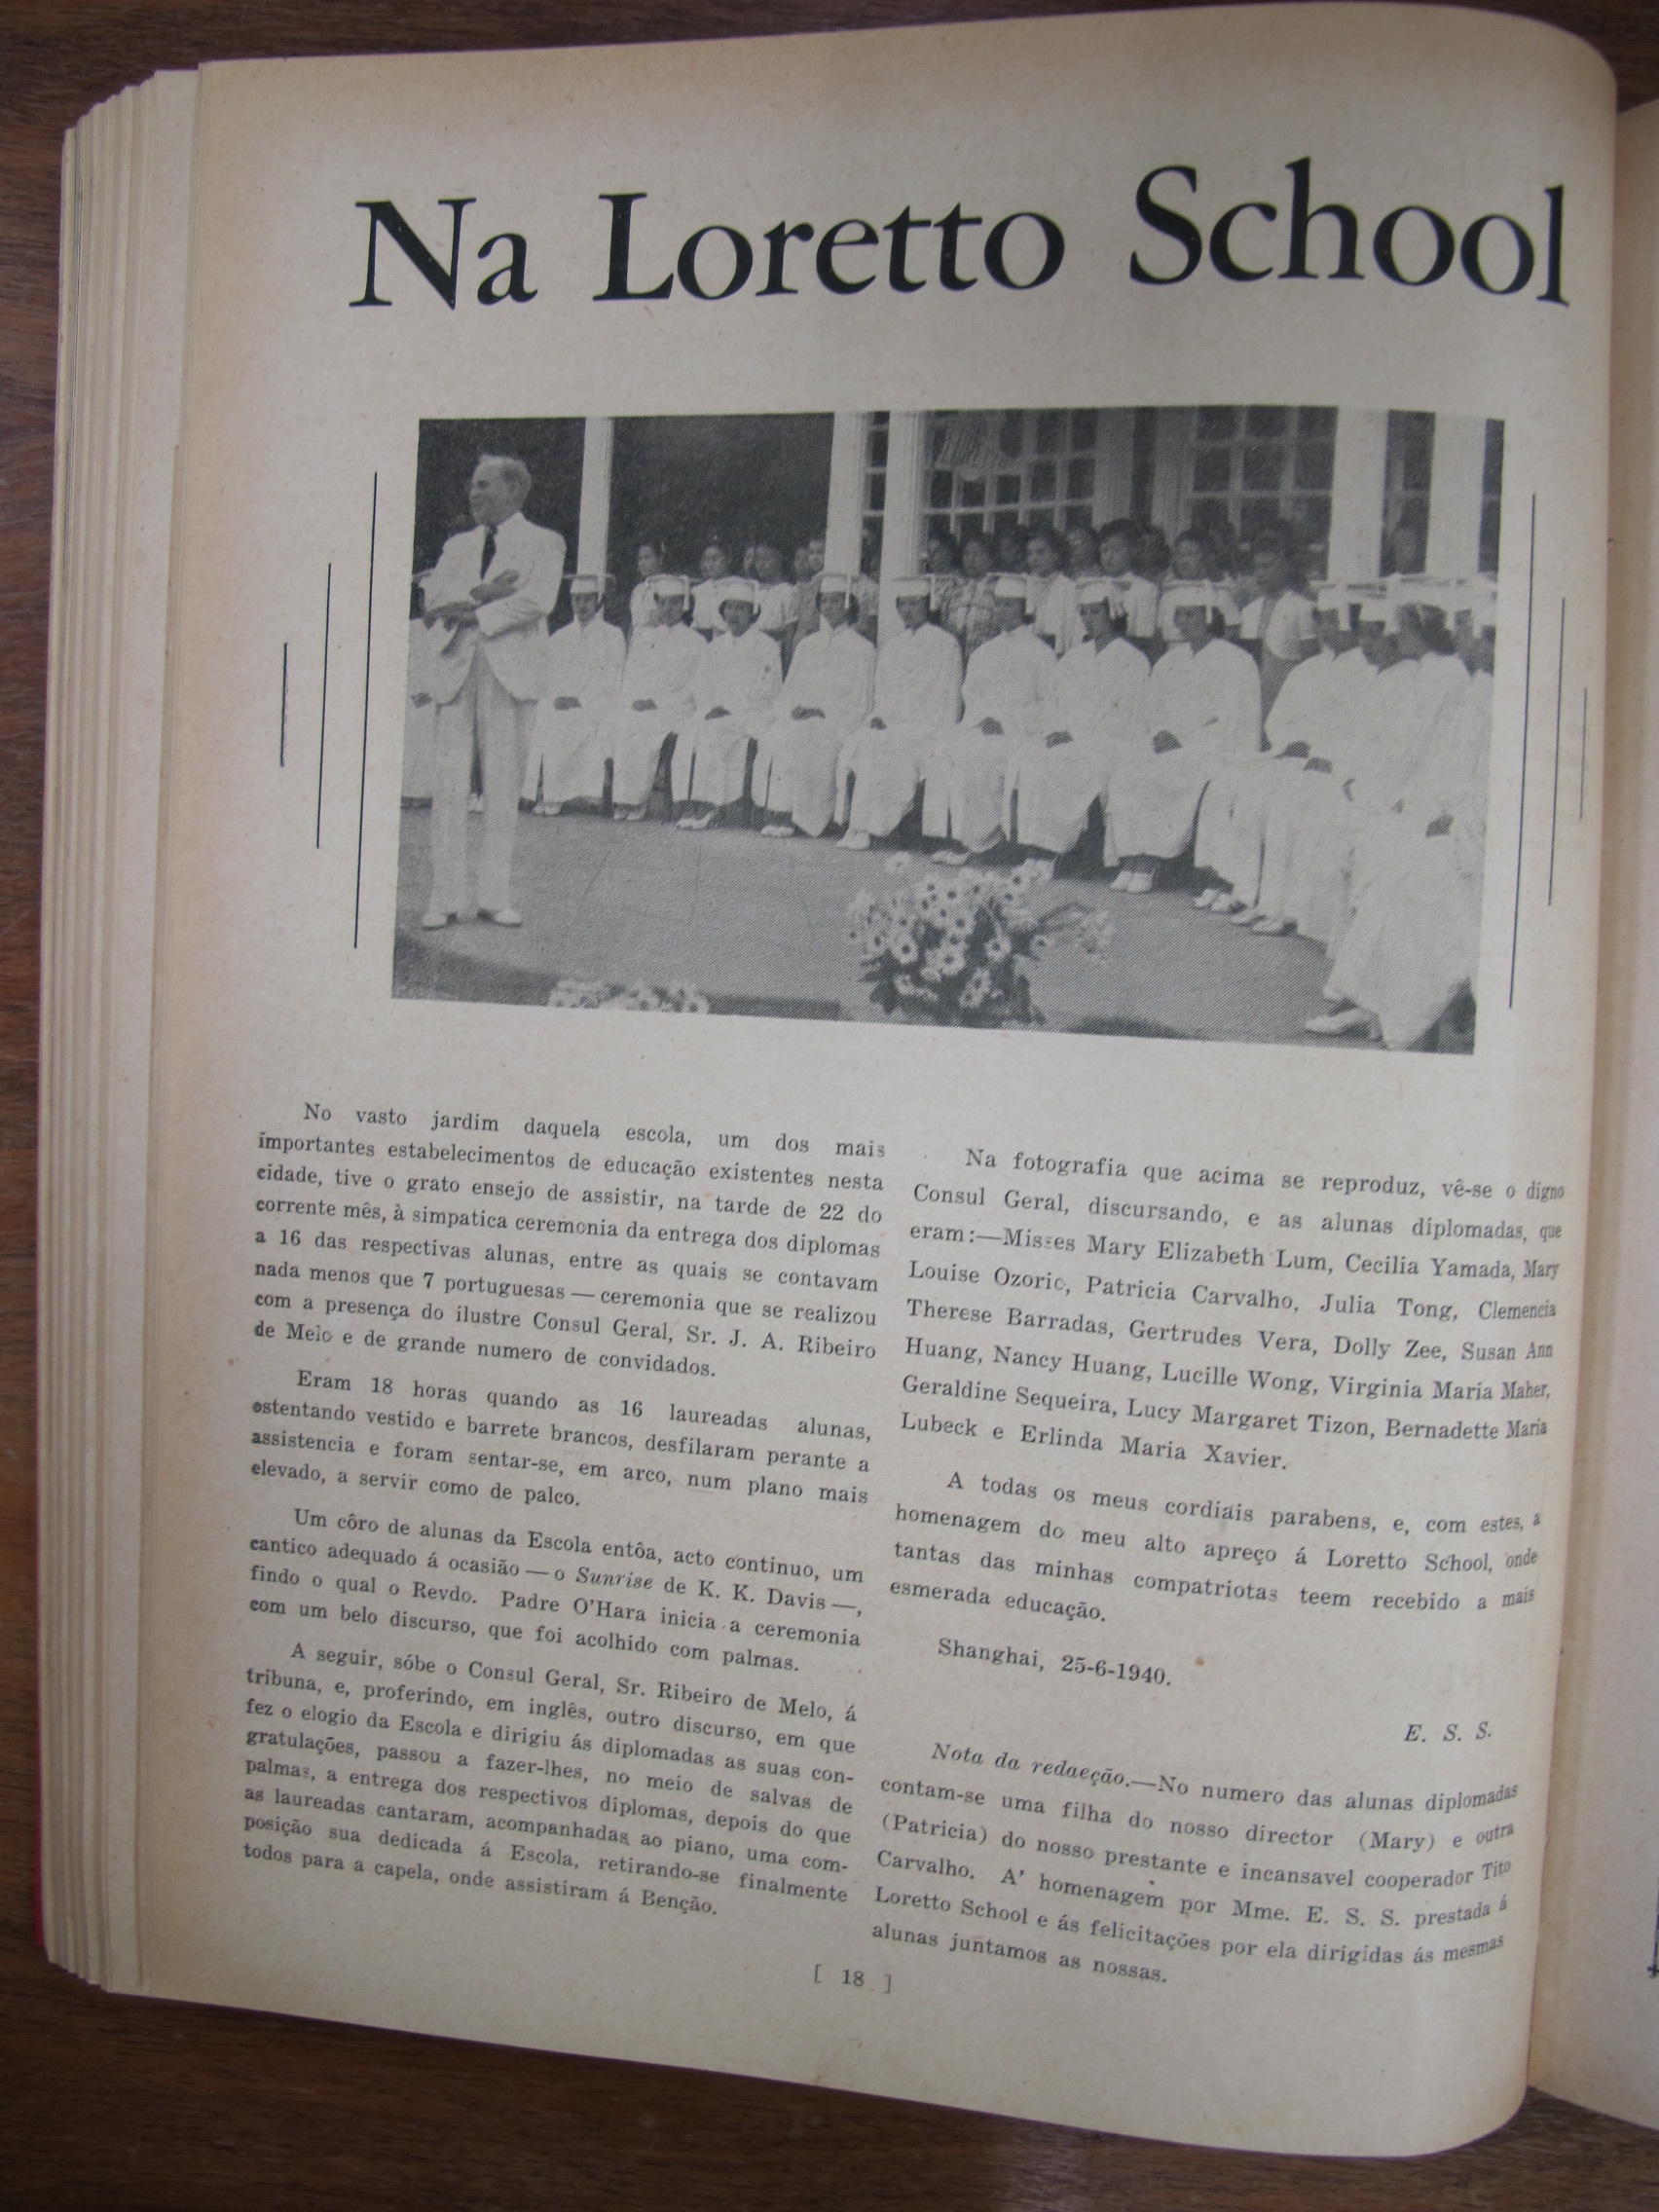 Na Loretto School
No vasto jardim daquela escola, um dos mais
importantes estabelecimentos de educação existentes nesta
cidade, tive o grato ensejo de assistir, na tarde de 22 do
corrente mês, à simpatica ceremonia da entrega dos diplomas
a 16 das respectivas alunas, entre as quais se contavam
nada menos que 7 portuguesas — ceremonia que se realizou
com a presença do ilustre Consul Geral, Sr. J. A. Ribeiro
de Melo e de grande numero de convidados.
Eram 18 horas quando as 16 laureadas alunas,
ostentando vestido e barrete brancos, desfilaram perante a
assistencia e foram sentar-se, em arco, num plano mais
elevado, a servir como de palco.
Um côro de alunas da Escola entôa, acto continuo, um
cantico adequado á ocasião — o Sunrise de K. K. Davis —,
findo o qual o Revdo. Padre O'Hara inicia a ceremonia
com um belo discurso, que foi acolhido com palmas.
A seguir, sóbe o Consul Geral, Sr. Ribeiro de Melo, á
tribuna, e, proferindo, em inglês, outro discurso, em que
fez o elogio da Escola e dirigiu ás diplomadas as suas con-
gratulações, passou a fazer-lhes, no meio de salvas de
palmas, a entrega dos respectivos diplomas, depois do que
as laureadas cantaram, acompanhadas ao piano, uma com-
posição sua dedicada á Escola, retirando-se finalmente
todos para a capela, onde assistiram á Benção.
Na fotografia que acima se reproduz, vê-se o digno
Consul Geral, discursando, e as alunas diplomadas, que
eram:—Misses Mary Elizabeth Lum, Cecilia Yamada, Mary
Louise Ozorio, Patricia Carvalho, Julia Tong, Clemencia
Therese Barradas, Gertrudes Vera, Dolly Zee, Susan Ann
Huang, Nancy Huang, Lucille Wong, Virginia Maria Maher,
Geraldine Sequeira, Lucy Margaret Tizon, Bernadette Maria
Lubeck e Erlinda Maria Xavier.
A todas os meus cordiais parabens, e, com estes, a
homenagem do meu alto apreço á Loretto School, onde
tantas das minhas compatriotas teem recebido a mais
esmerada educação.
Shanghai, 25-6-1940.
E. S. S.
Nota da redaeção.—No numero das alunas diplomadas
contam-se uma filha do nosso director (Mary) e outra
(Patricia) do nosso prestante e incansavel cooperador Tito
Carvalho. A' homenagem por Mme. E. S. S. prestada á
Loretto School e ás felicitações por ela dirigidas ás mesmas
alunas juntamos as nossas.
[ 18 ]